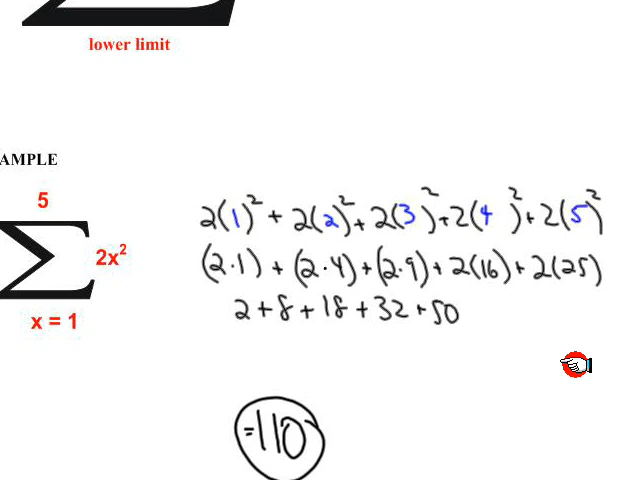 lower limit
AMPLE
5
2(1)² + 2(2)² + 2(3)² + 2(4)² + 2(5)²
∑ 2x²
(2·1) + (2·4) + (2·9) + 2(16) + 2(25)
2 + 8 + 18 + 32 + 50
x = 1
=110